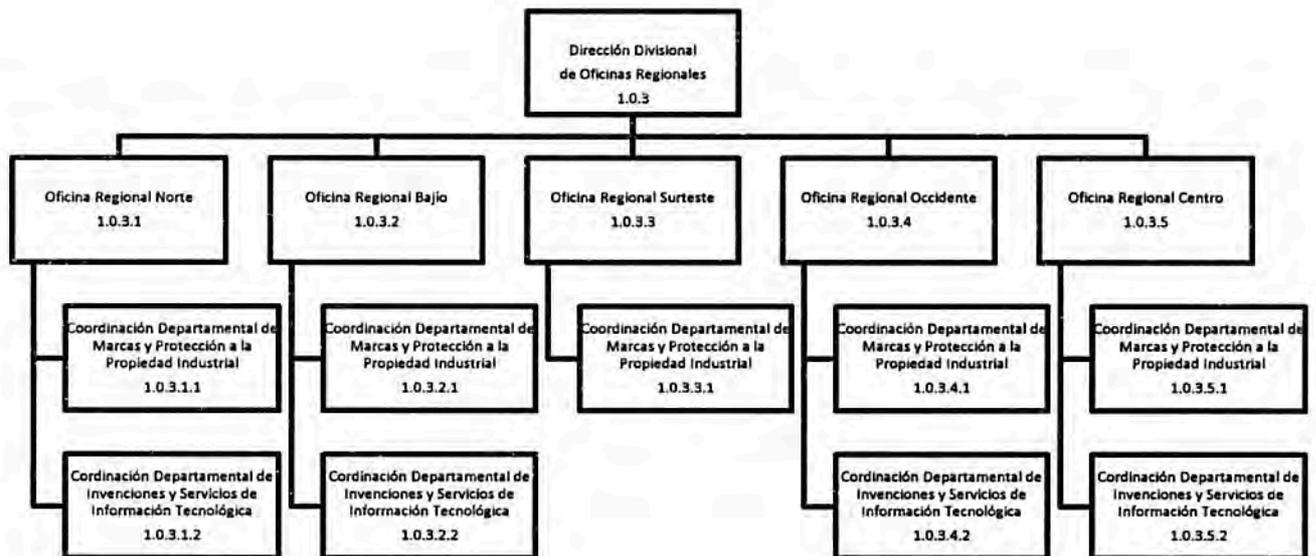 Dirección Divisional
de Oficinas Regionales
1.0.3
Oficina Regional Norte
1.0.3.1
Oficina Regional Bajío
1.0.3.2
Oficina Regional Surteste
1.0.3.3
Oficina Regional Occidente
1.0.3.4
Oficina Regional Centro
1.0.3.5
Coordinación Departamental de
Marcas y Protección a la
Propiedad Industrial
1.0.3.1.1
Coordinación Departamental de
Marcas y Protección a la
Propiedad Industrial
1.0.3.2.1
Coordinación Departamental de
Marcas y Protección a la
Propiedad Industrial
1.0.3.3.1
Coordinación Departamental de
Marcas y Protección a la
Propiedad Industrial
1.0.3.4.1
Coordinación Departamental de
Marcas y Protección a la
Propiedad Industrial
1.0.3.5.1
Cordinación Departamental de
Invenciones y Servicios de
Información Tecnológica
1.0.3.1.2
Cordinación Departamental de
Invenciones y Servicios de
Información Tecnológica
1.0.3.2.2
Cordinación Departamental de
Invenciones y Servicios de
Información Tecnológica
1.0.3.4.2
Cordinación Departamental de
Invenciones y Servicios de
Información Tecnológica
1.0.3.5.2